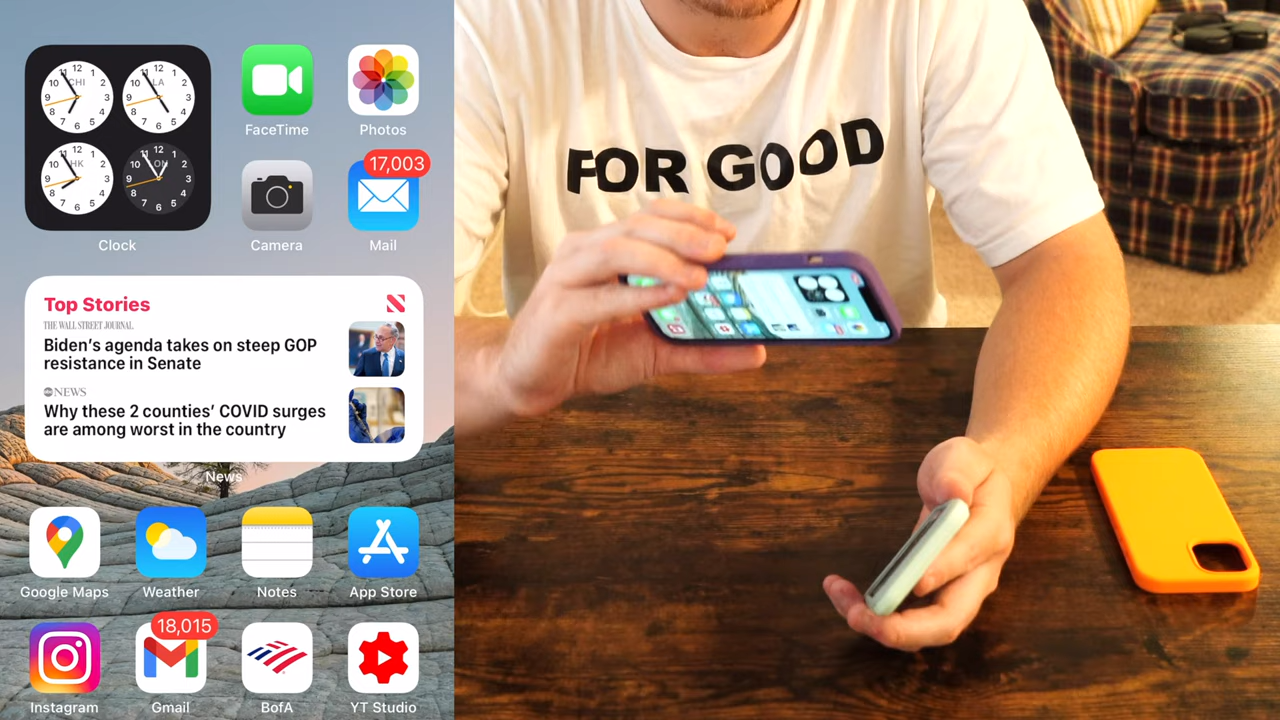 CHI
LA
HK
FaceTime
Photos
17,003
Clock
Camera
Mail
Top Stories
THE WALL STREET JOURNAL
Biden's agenda takes on steep GOP
resistance in Senate
abc NEWS
Why these 2 counties' COVID surges
are among worst in the country
News
Google Maps
Weather
Notes
App Store
18,015
Instagram
Gmail
BofA
YT Studio
FOR GOOD